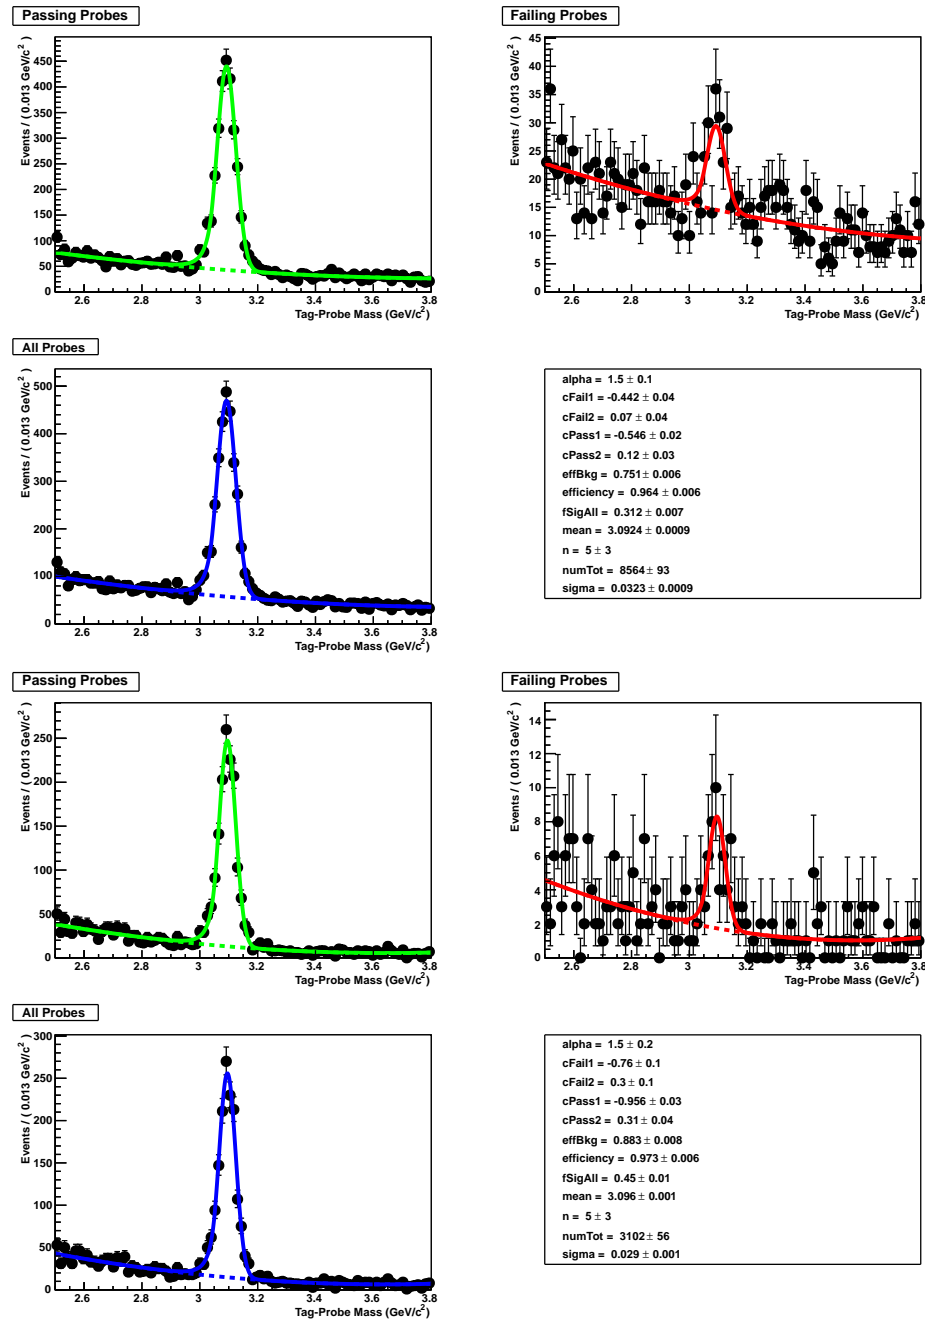 Passing Probes
Failing Probes
Events / ( 0.013 GeV/c² )
450
400
350
300
250
200
150
100
50
0
2.6 2.8 3 3.2 3.4 3.6 3.8
Tag-Probe Mass (GeV/c²)
Events / ( 0.013 GeV/c² )
45
40
35
30
25
20
15
10
5
0
2.6 2.8 3 3.2 3.4 3.6 3.8
Tag-Probe Mass (GeV/c²)
All Probes
Events / ( 0.013 GeV/c² )
500
400
300
200
100
0
2.6 2.8 3 3.2 3.4 3.6 3.8
Tag-Probe Mass (GeV/c²)
alpha = 1.5 ± 0.1
cFail1 = -0.442 ± 0.04
cFail2 = 0.07 ± 0.04
cPass1 = -0.546 ± 0.02
cPass2 = 0.12 ± 0.03
effBkg = 0.751 ± 0.006
efficiency = 0.964 ± 0.006
fSigAll = 0.312 ± 0.007
mean = 3.0924 ± 0.0009
n = 5 ± 3
numTot = 8564 ± 93
sigma = 0.0323 ± 0.0009
Passing Probes
Failing Probes
Events / ( 0.013 GeV/c² )
250
200
150
100
50
0
2.6 2.8 3 3.2 3.4 3.6 3.8
Tag-Probe Mass (GeV/c²)
Events / ( 0.013 GeV/c² )
14
12
10
8
6
4
2
0
2.6 2.8 3 3.2 3.4 3.6 3.8
Tag-Probe Mass (GeV/c²)
All Probes
Events / ( 0.013 GeV/c² )
300
250
200
150
100
50
0
2.6 2.8 3 3.2 3.4 3.6 3.8
Tag-Probe Mass (GeV/c²)
alpha = 1.5 ± 0.2
cFail1 = -0.76 ± 0.1
cFail2 = 0.3 ± 0.1
cPass1 = -0.956 ± 0.03
cPass2 = 0.31 ± 0.04
effBkg = 0.883 ± 0.008
efficiency = 0.973 ± 0.006
fSigAll = 0.45 ± 0.01
mean = 3.096 ± 0.001
n = 5 ± 3
numTot = 3102 ± 56
sigma = 0.029 ± 0.001